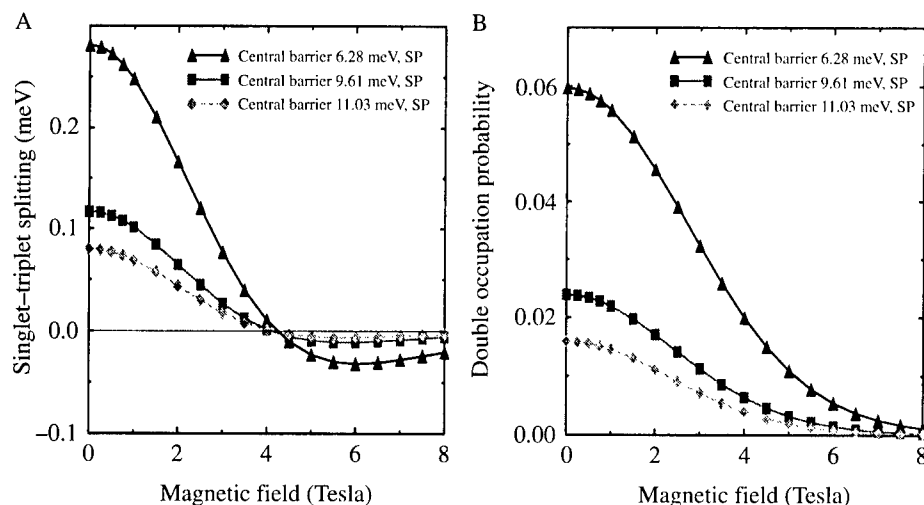 A
Singlet–triplet splitting (meV)
0.2
0.1
0.0
−0.1
Central barrier 6.28 meV, SP
Central barrier 9.61 meV, SP
Central barrier 11.03 meV, SP
0 2 4 6 8
Magnetic field (Tesla)
B
Double occupation probability
0.06
0.04
0.02
0.00
Central barrier 6.28 meV, SP
Central barrier 9.61 meV, SP
Central barrier 11.03 meV, SP
0 2 4 6 8
Magnetic field (Tesla)